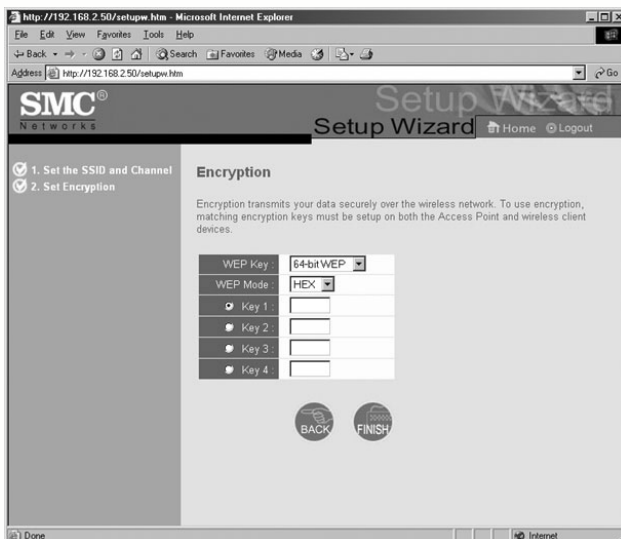 http://192.168.2.50/setupw.htm - Microsoft Internet Explorer
File Edit View Favorites Tools Help
Back Search Favorites Media
Address http://192.168.2.50/setupw.htm Go
SMC®
Networks
Setup Wizard
Setup Wizard Home Logout
1. Set the SSID and Channel
2. Set Encryption
Encryption
Encryption transmits your data securely over the wireless network. To use encryption,
matching encryption keys must be setup on both the Access Point and wireless client
devices.
WEP Key : 64-bit WEP
WEP Mode : HEX
Key 1 :
Key 2 :
Key 3 :
Key 4 :
BACK FINISH
Done Internet